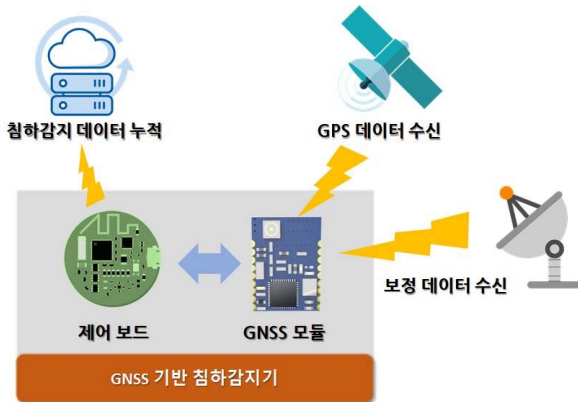 침하감지 데이터 누적
GPS 데이터 수신
보정 데이터 수신
제어 보드
GNSS 모듈
GNSS 기반 침하감지기